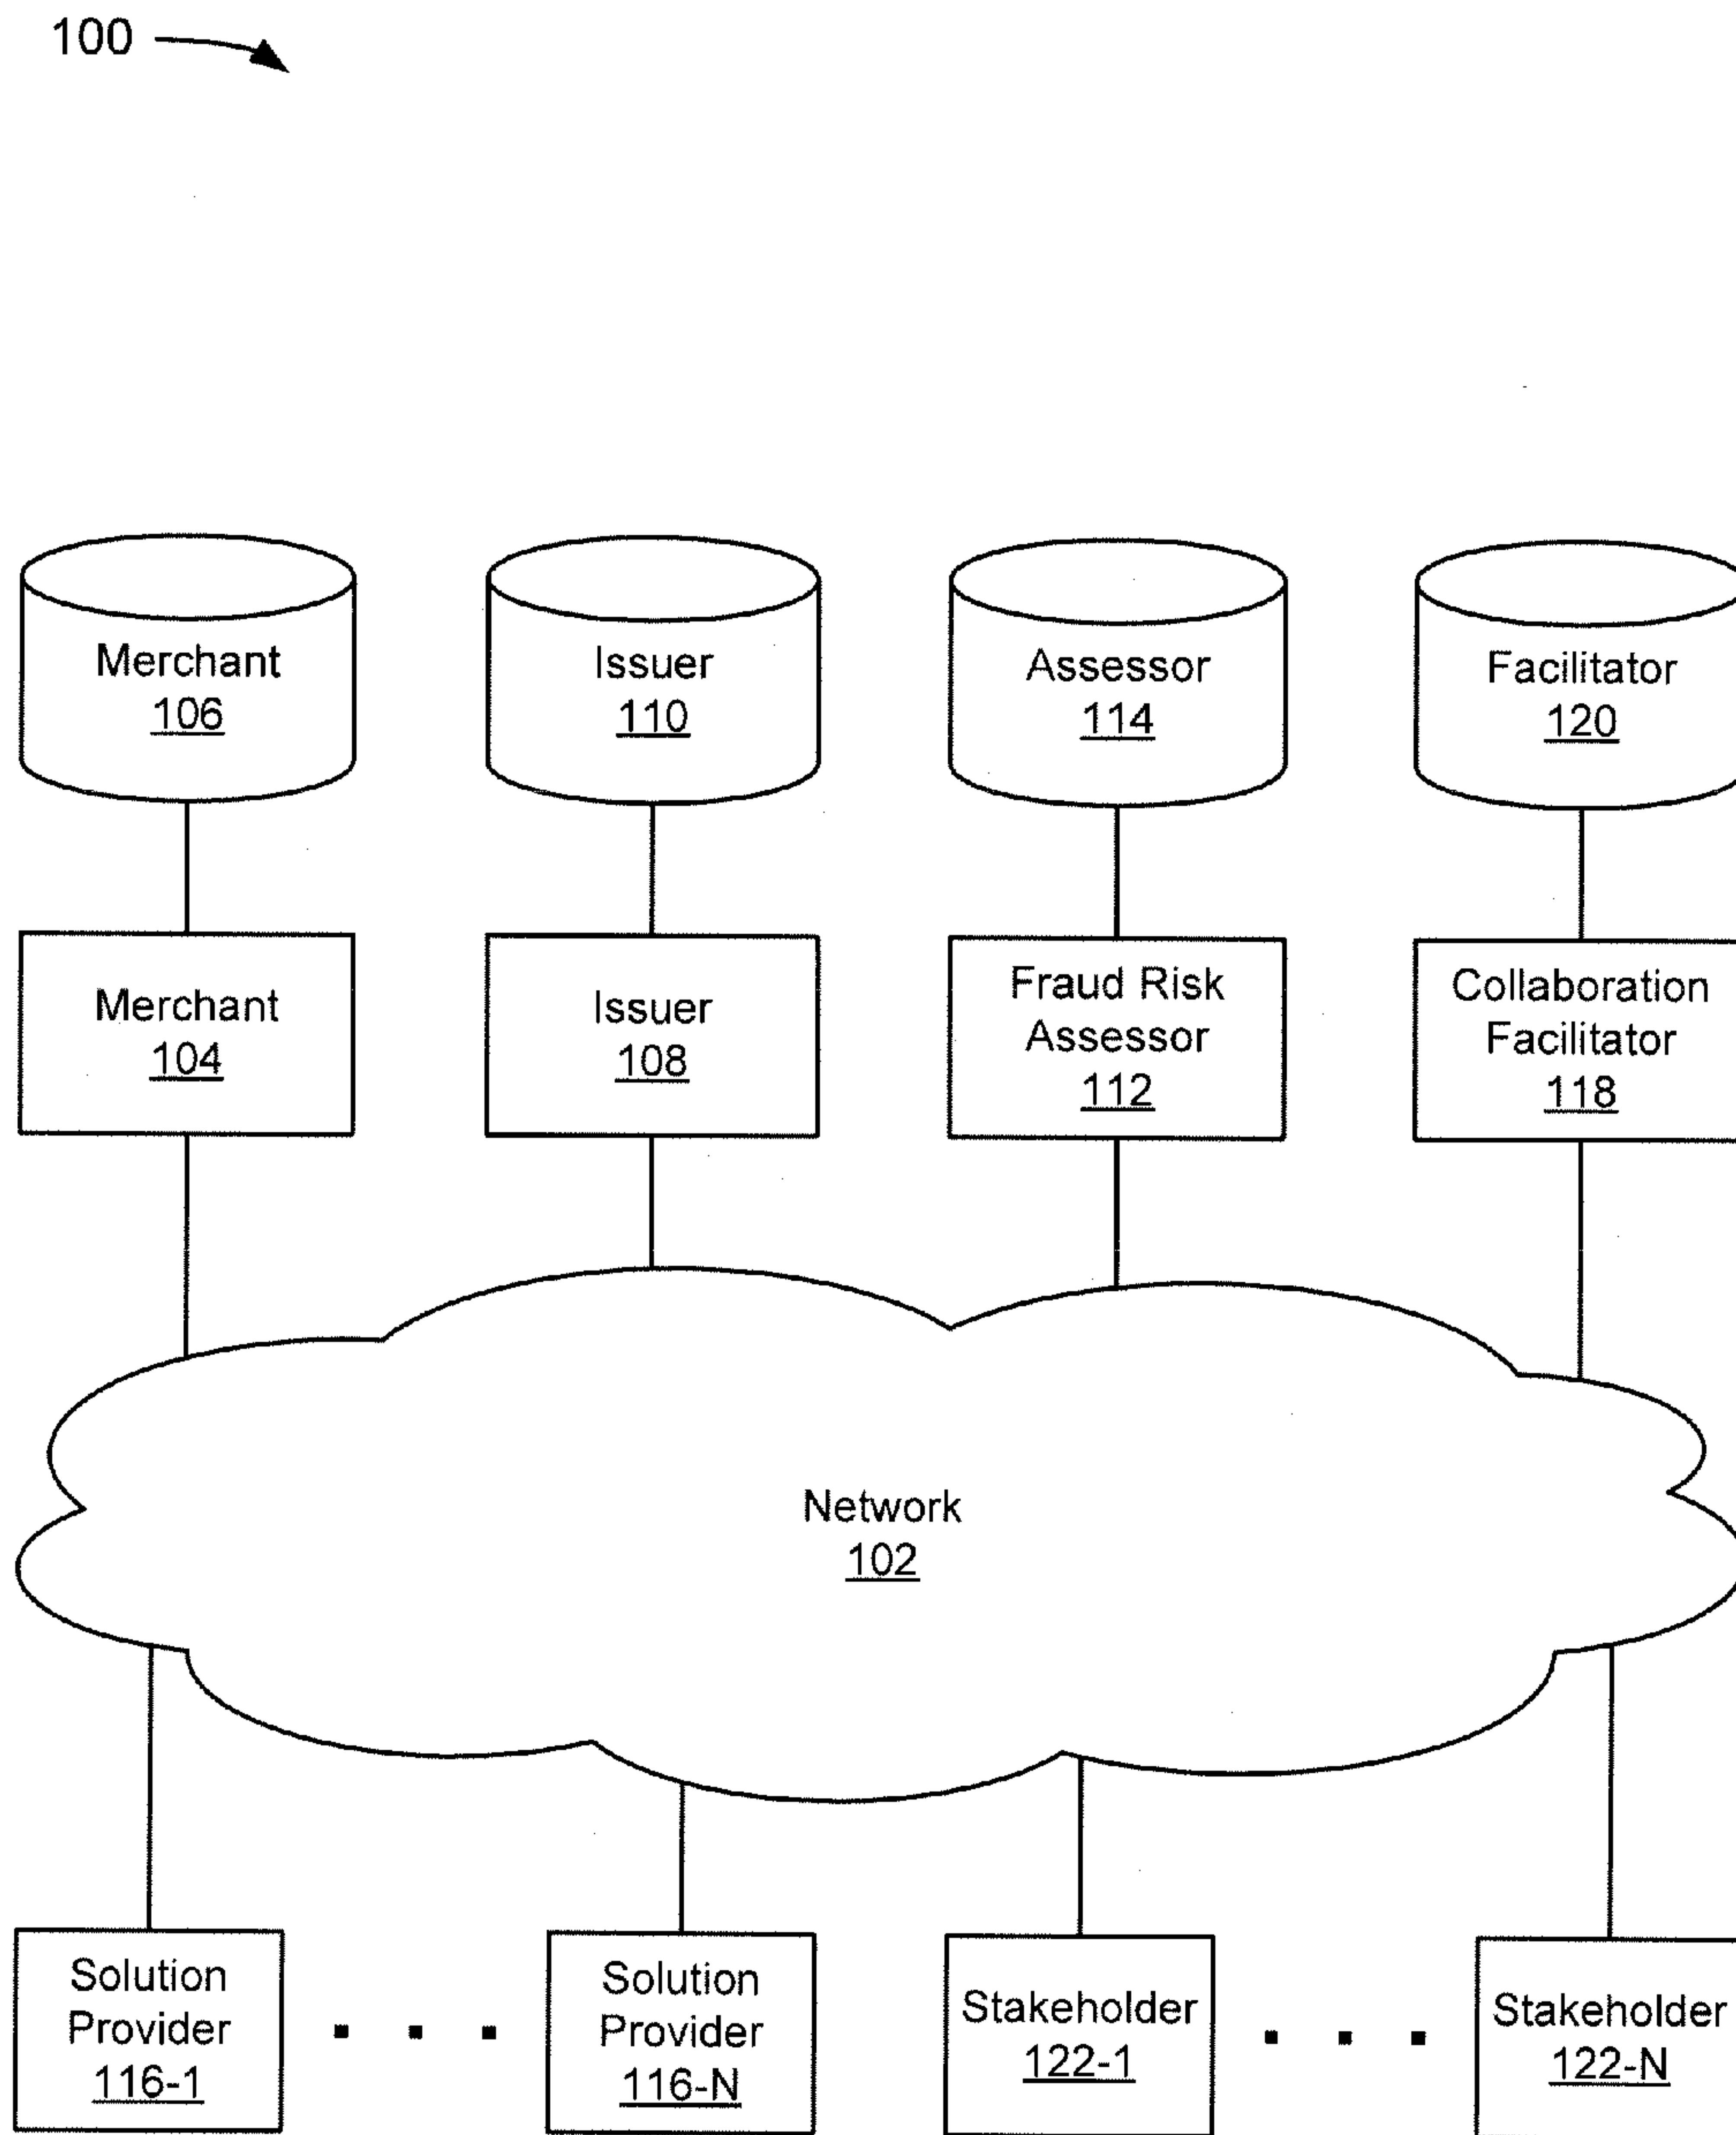 100
Merchant
106
Issuer
110
Assessor
114
Facilitator
120
Merchant
104
Issuer
108
Fraud Risk
Assessor
112
Collaboration
Facilitator
118
Network
102
Solution
Provider
116-1
Solution
Provider
116-N
Stakeholder
122-1
Stakeholder
122-N